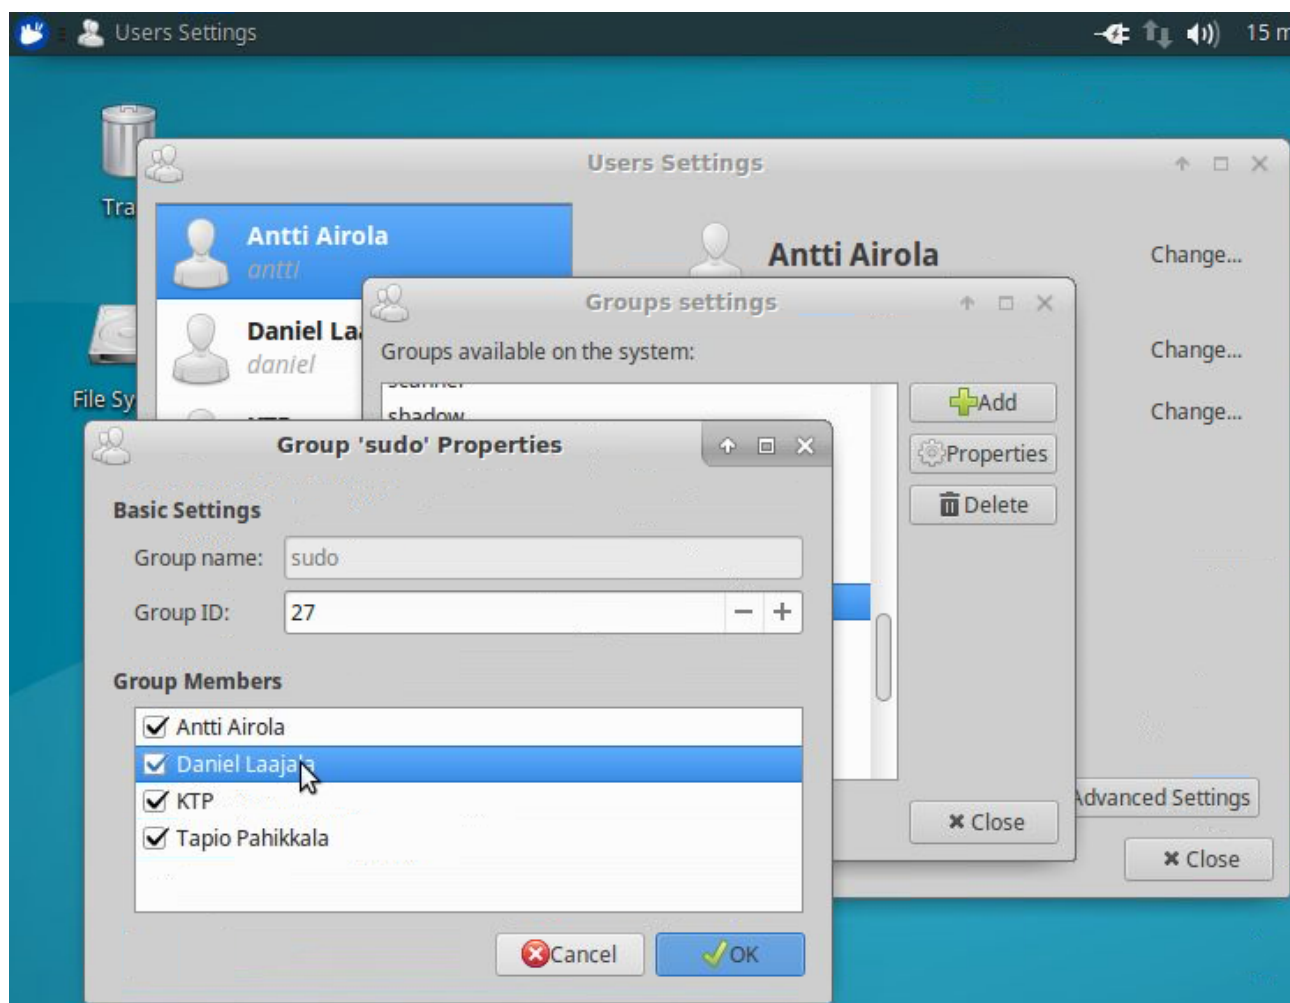 Users Settings
15 m
Users Settings
Tra
Antti Airola
antti
Antti Airola
Change...
Groups settings
Daniel Laa
daniel
Groups available on the system:
Change...
File Sy
scanner
shadow
Add
Change...
Group 'sudo' Properties
Properties
Basic Settings
Delete
Group name:
sudo
Group ID:
27
Group Members
Antti Airola
Daniel Laajala
KTP
Tapio Pahikkala
Advanced Settings
Close
Close
Cancel
OK